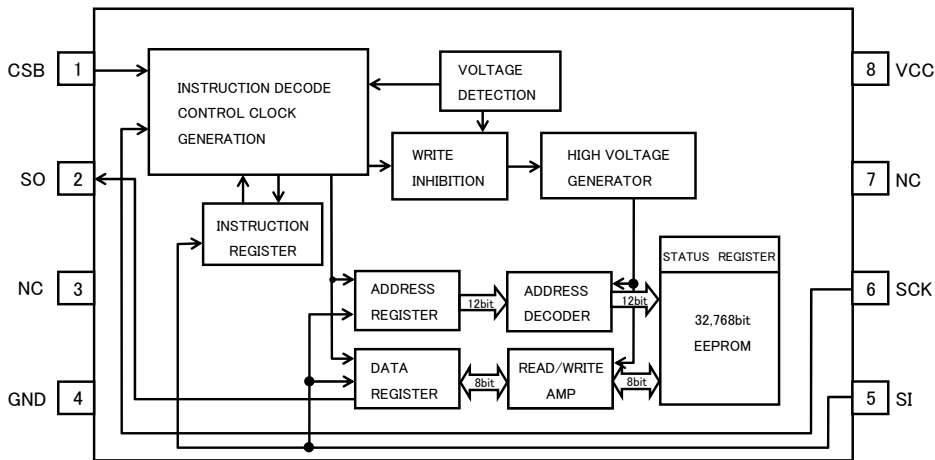 CSB 1
INSTRUCTION DECODE
CONTROL CLOCK
GENERATION
VOLTAGE
DETECTION
8 VCC
SO 2
WRITE
INHIBITION
HIGH VOLTAGE
GENERATOR
7 NC
INSTRUCTION
REGISTER
STATUS REGISTER
NC 3
ADDRESS
REGISTER
12bit
ADDRESS
DECODER
12bit
32,768bit
EEPROM
6 SCK
GND 4
DATA
REGISTER
8bit
READ/WRITE
AMP
8bit
5 SI